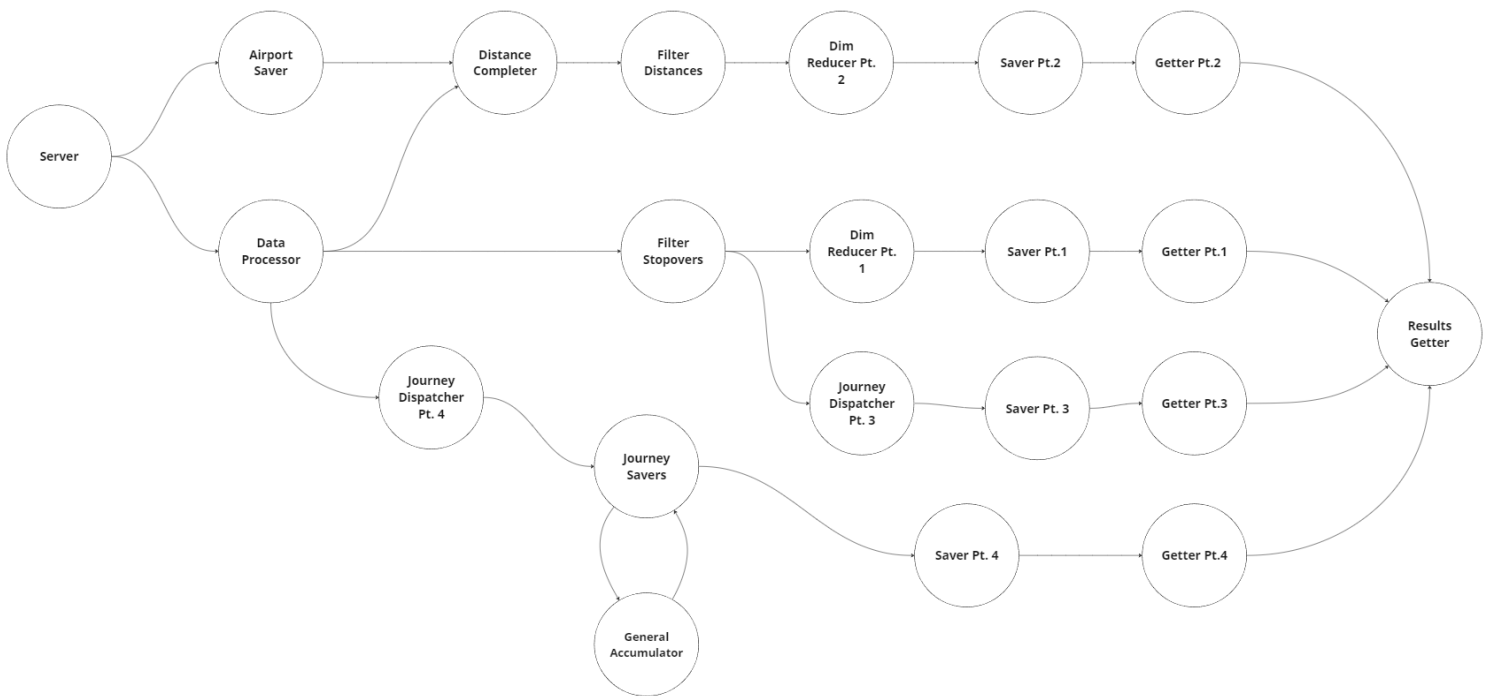 Airport
Saver
Distance
Completer
Filter
Distances
Dim
Reducer Pt.
2
Saver Pt.2
Getter Pt.2
Server
Data
Processor
Filter
Stopovers
Dim
Reducer Pt.
1
Saver Pt.1
Getter Pt.1
Results
Getter
Journey
Dispatcher
Pt. 4
Journey
Dispatcher
Pt. 3
Saver Pt. 3
Getter Pt.3
Journey
Savers
Saver Pt. 4
Getter Pt.4
General
Accumulator